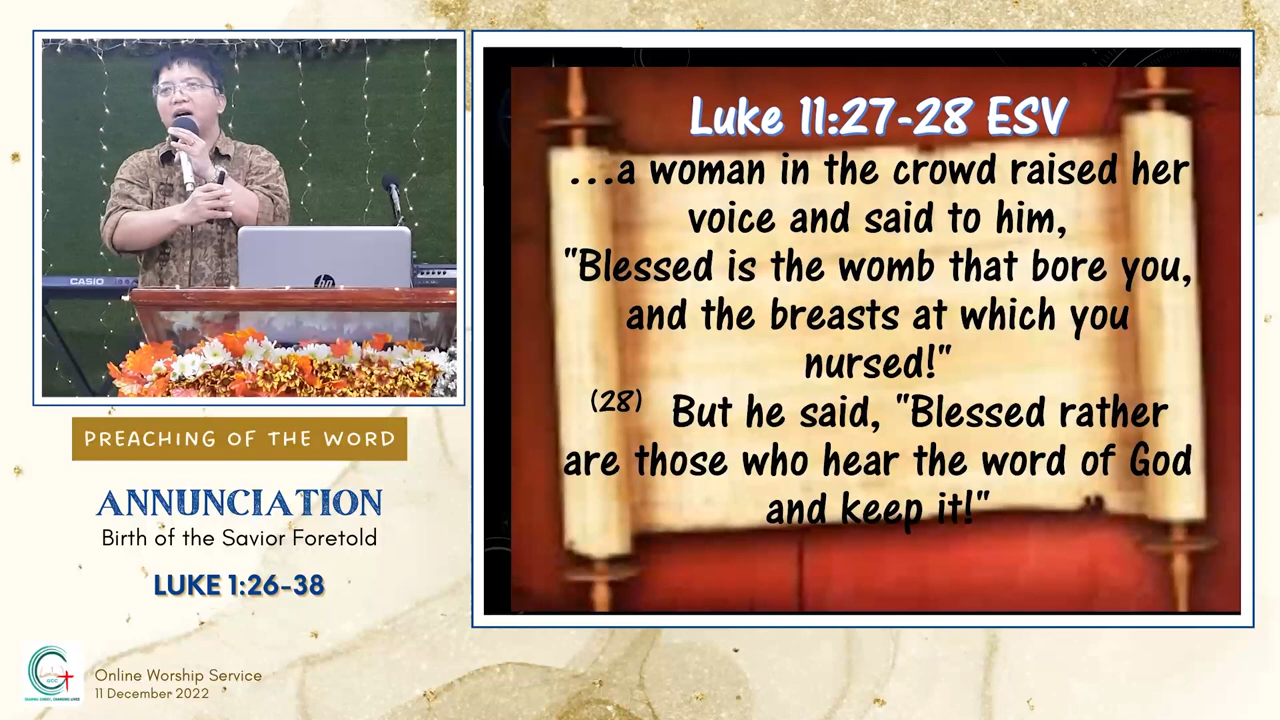 CASIO
hp
PREACHING OF THE WORD
ANNUNCIATION
Birth of the Savior Foretold
LUKE 1:26-38
Online Worship Service
11 December 2022
Luke 11:27-28 ESV
...a woman in the crowd raised her
voice and said to him,
"Blessed is the womb that bore you,
and the breasts at which you
nursed!"
(28) But he said, "Blessed rather
are those who hear the word of God
and keep it!"